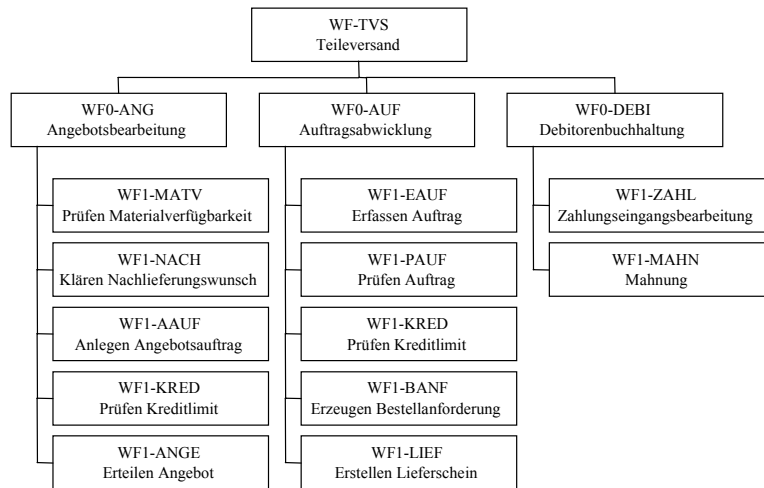 WF-TVS
Teileversand
WF0-ANG
Angebotsbearbeitung
WF0-AUF
Auftragsabwicklung
WF0-DEBI
Debitorenbuchhaltung
WF1-MATV
Prüfen Materialverfügbarkeit
WF1-NACH
Klären Nachlieferungswunsch
WF1-AAUF
Anlegen Angebotsauftrag
WF1-KRED
Prüfen Kreditlimit
WF1-ANGE
Erteilen Angebot
WF1-EAUF
Erfassen Auftrag
WF1-PAUF
Prüfen Auftrag
WF1-KRED
Prüfen Kreditlimit
WF1-BANF
Erzeugen Bestellanforderung
WF1-LIEF
Erstellen Lieferschein
WF1-ZAHL
Zahlungseingangsbearbeitung
WF1-MAHN
Mahnung